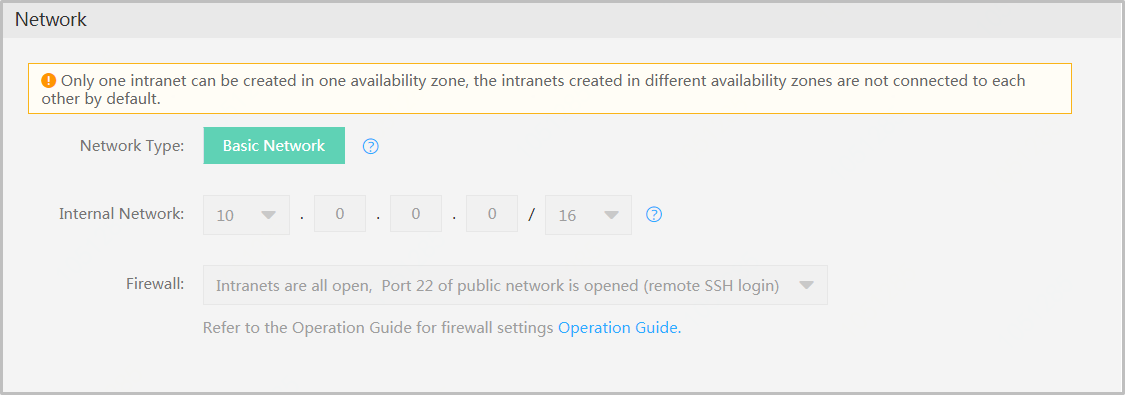 Network
! Only one intranet can be created in one availability zone, the intranets created in different availability zones are not connected to each
other by default.
Network Type: Basic Network ?
Internal Network: 10 . 0 . 0 . 0 / 16 ?
Firewall: Intranets are all open, Port 22 of public network is opened (remote SSH login)
Refer to the Operation Guide for firewall settings Operation Guide.